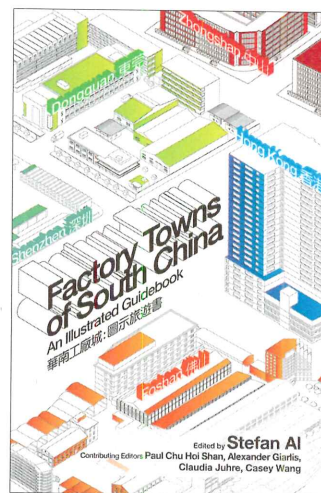 Zhongshan 中山
Dongguan 東莞
Hong Kong 香港
Shenzhen 深圳
Factory Towns
of South China
An Illustrated Guidebook
華南工廠城：圖示旅遊書
Foshan 佛山
Edited by Stefan Al
Contributing Editors Paul Chu Hoi Shan, Alexander Giarlis,
Claudia Juhre, Casey Wang